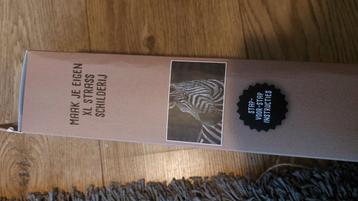 MAAK JE EIGEN
XL STRASS
SCHILDERIJ
STAP-
VOOR-STAP
INSTRUCTIES